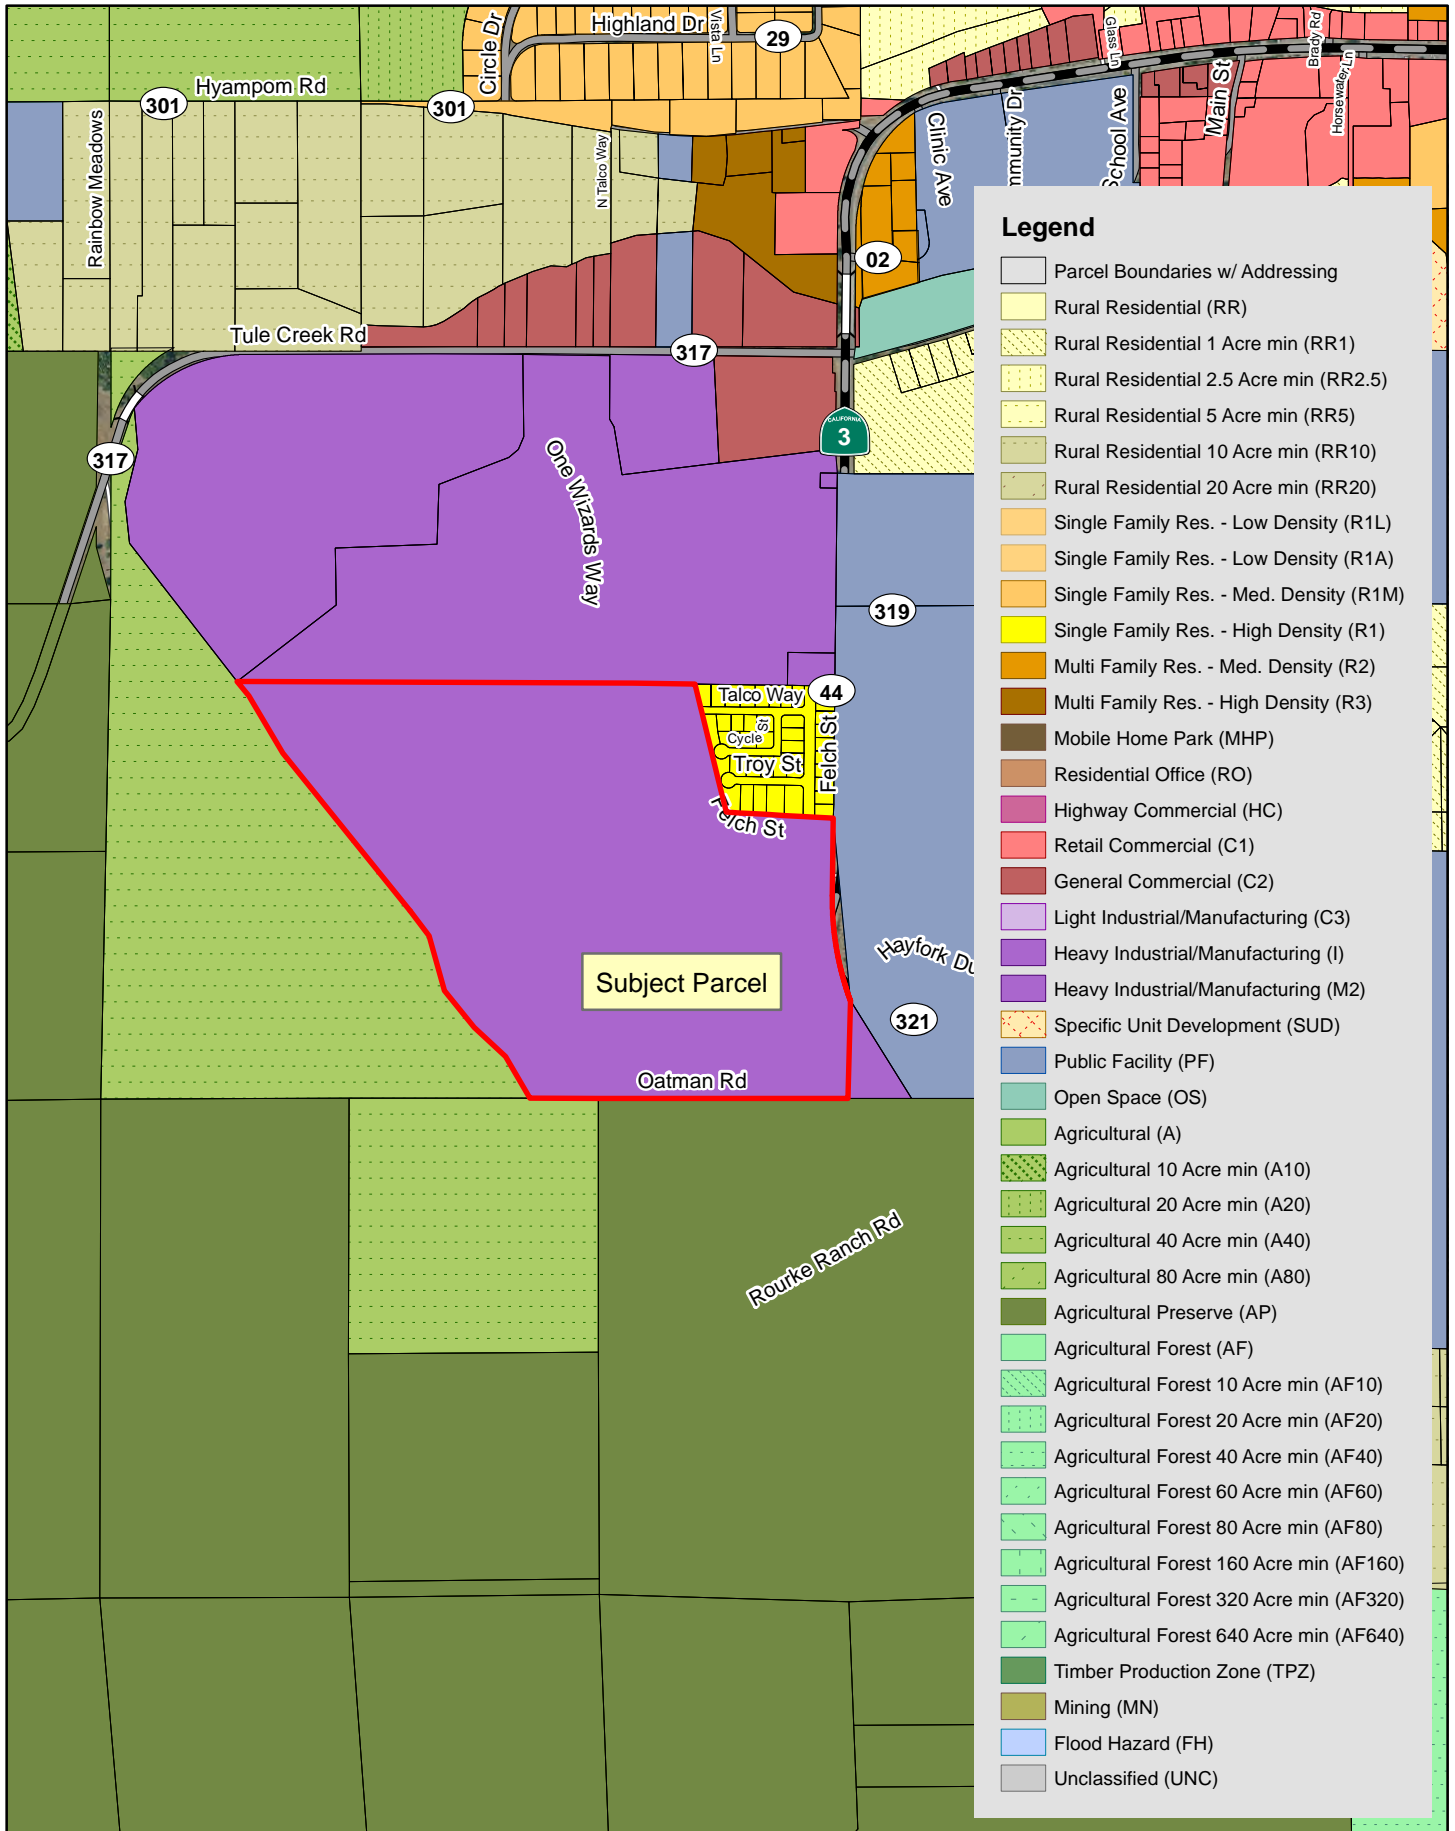 Highland Dr
Circle Dr
Vista Ln
29
Glass Ln
Brady Rd
Hyampom Rd
301
301
Main St
Horsewater Ln
Rainbow Meadows
N Talco Way
Clinic Ave
mmunity Dr
School Ave
02
Tule Creek Rd
317
CALIFORNIA
3
317
One Wizards Way
319
Talco Way
44
Cycle St
Troy St
Felch St
Felch St
Subject Parcel
Hayfork Du
321
Oatman Rd
Rourke Ranch Rd
Legend
Parcel Boundaries w/ Addressing
Rural Residential (RR)
Rural Residential 1 Acre min (RR1)
Rural Residential 2.5 Acre min (RR2.5)
Rural Residential 5 Acre min (RR5)
Rural Residential 10 Acre min (RR10)
Rural Residential 20 Acre min (RR20)
Single Family Res. - Low Density (R1L)
Single Family Res. - Low Density (R1A)
Single Family Res. - Med. Density (R1M)
Single Family Res. - High Density (R1)
Multi Family Res. - Med. Density (R2)
Multi Family Res. - High Density (R3)
Mobile Home Park (MHP)
Residential Office (RO)
Highway Commercial (HC)
Retail Commercial (C1)
General Commercial (C2)
Light Industrial/Manufacturing (C3)
Heavy Industrial/Manufacturing (I)
Heavy Industrial/Manufacturing (M2)
Specific Unit Development (SUD)
Public Facility (PF)
Open Space (OS)
Agricultural (A)
Agricultural 10 Acre min (A10)
Agricultural 20 Acre min (A20)
Agricultural 40 Acre min (A40)
Agricultural 80 Acre min (A80)
Agricultural Preserve (AP)
Agricultural Forest (AF)
Agricultural Forest 10 Acre min (AF10)
Agricultural Forest 20 Acre min (AF20)
Agricultural Forest 40 Acre min (AF40)
Agricultural Forest 60 Acre min (AF60)
Agricultural Forest 80 Acre min (AF80)
Agricultural Forest 160 Acre min (AF160)
Agricultural Forest 320 Acre min (AF320)
Agricultural Forest 640 Acre min (AF640)
Timber Production Zone (TPZ)
Mining (MN)
Flood Hazard (FH)
Unclassified (UNC)